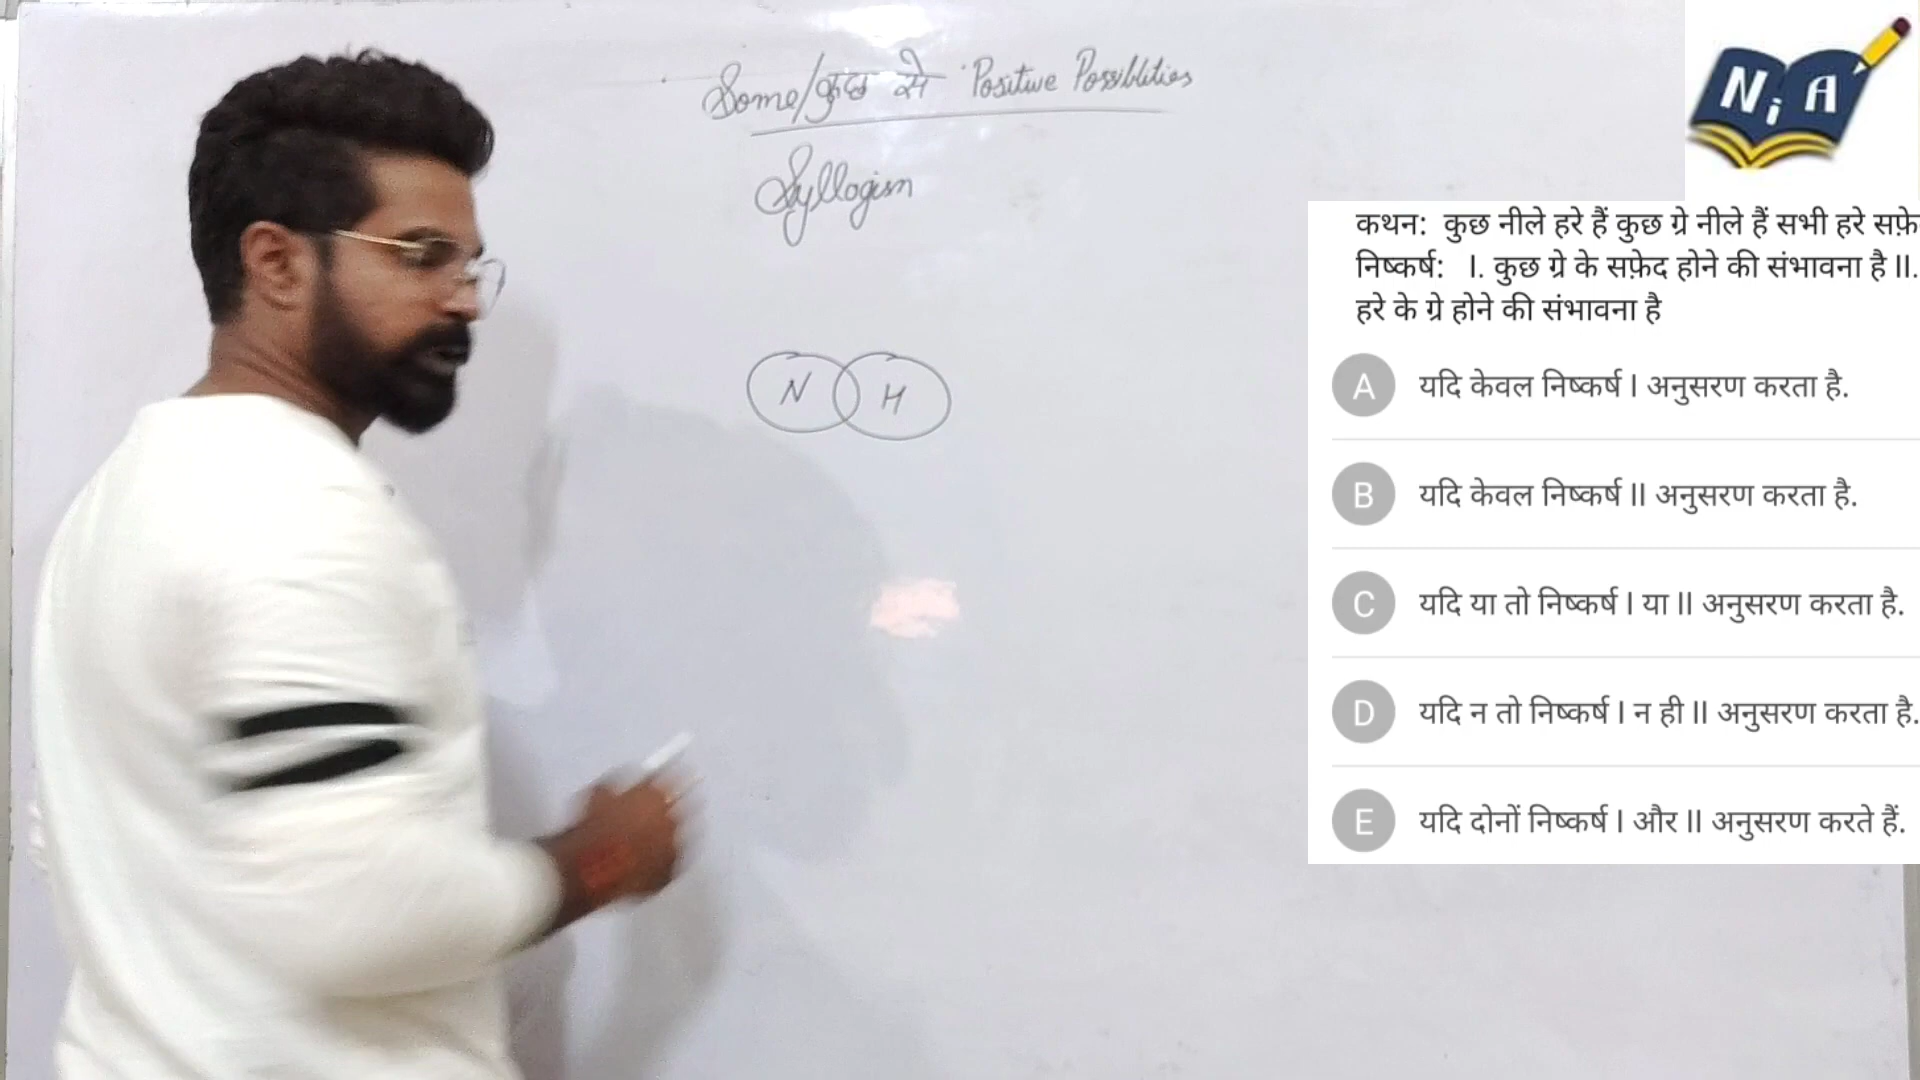 Some/कुछ से Positive Possiblities
Syllogism
N H
N i A
कथन: कुछ नीले हरे हैं कुछ ग्रे नीले हैं सभी हरे
निष्कर्ष: I. कुछ ग्रे के सफ़ेद होने की संभावना है II.
हरे के ग्रे होने की संभावना है
A यदि केवल निष्कर्ष I अनुसरण करता है.
B यदि केवल निष्कर्ष II अनुसरण करता है.
C यदि या तो निष्कर्ष I या II अनुसरण करता है.
D यदि न तो निष्कर्ष I न ही II अनुसरण करता है.
E यदि दोनों निष्कर्ष I और II अनुसरण करते हैं.